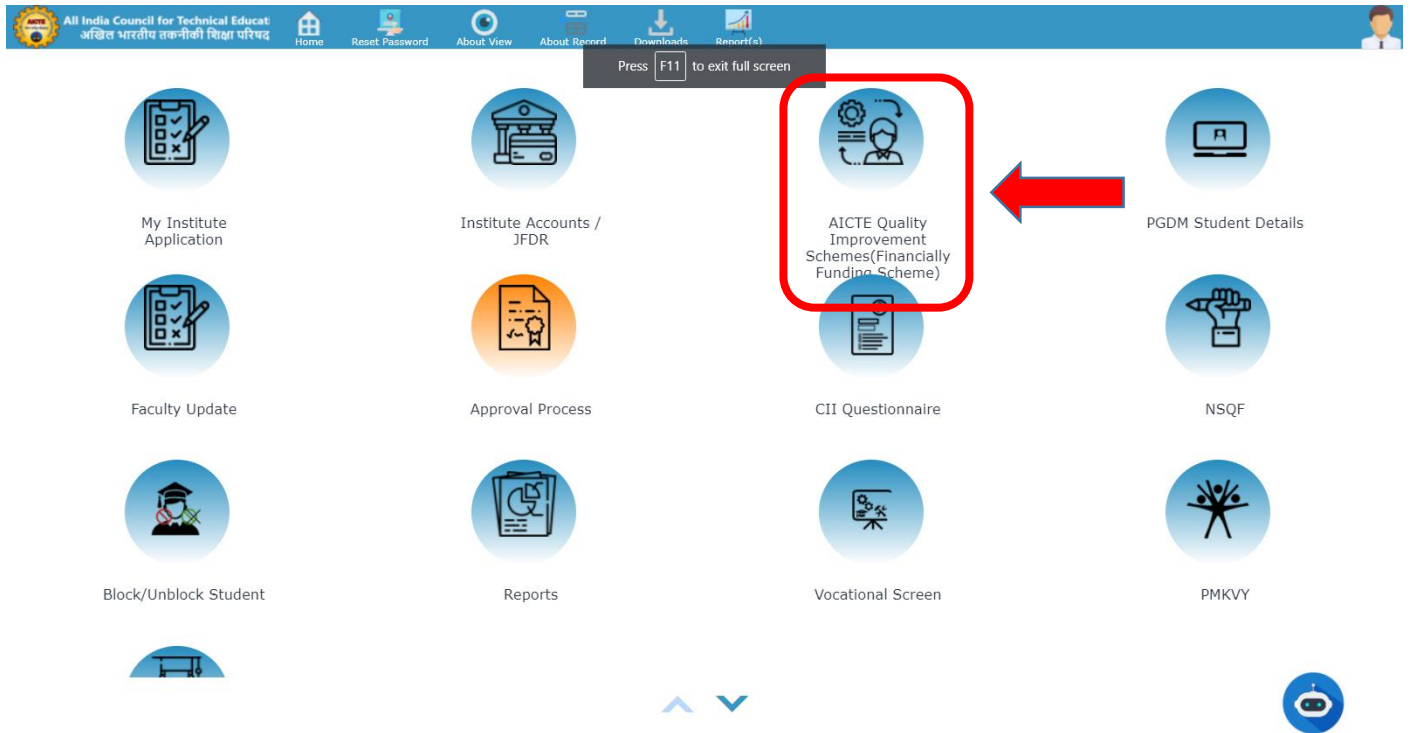 All India Council for Technical Educati
अखिल भारतीय तकनीकी शिक्षा परिषद
Home
Reset Password
About View
About Record
Downloads
Report(s)
Press F11 to exit full screen
My Institute
Application
Institute Accounts /
JFDR
AICTE Quality
Improvement
Schemes(Financially
Funding Scheme)
PGDM Student Details
Faculty Update
Approval Process
CII Questionnaire
NSQF
Block/Unblock Student
Reports
Vocational Screen
PMKVY